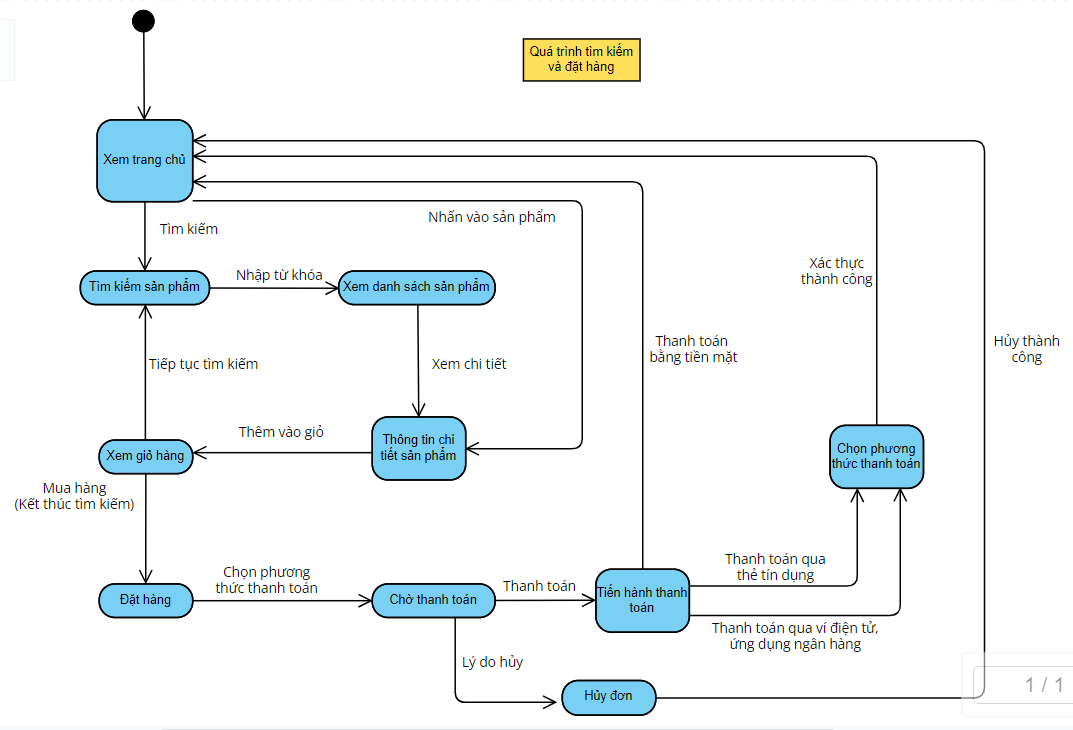 Quá trình tìm kiếm
và đặt hàng
Xem trang chủ
Nhấn vào sản phẩm
Tìm kiếm
Xác thực
thành công
Tìm kiếm sản phẩm
Nhập từ khóa
Xem danh sách sản phẩm
Thanh toán
bằng tiền mặt
Hủy thành
công
Tiếp tục tìm kiếm
Xem chi tiết
Thêm vào giỏ
Thông tin chi
tiết sản phẩm
Chọn phương
thức thanh toán
Xem giỏ hàng
Mua hàng
(Kết thúc tìm kiếm)
Chọn phương
thức thanh toán
Thanh toán qua
thẻ tín dụng
Đặt hàng
Chờ thanh toán
Thanh toán
Tiến hành thanh
toán
Thanh toán qua ví điện tử,
ứng dụng ngân hàng
Lý do hủy
Hủy đơn
1 / 1